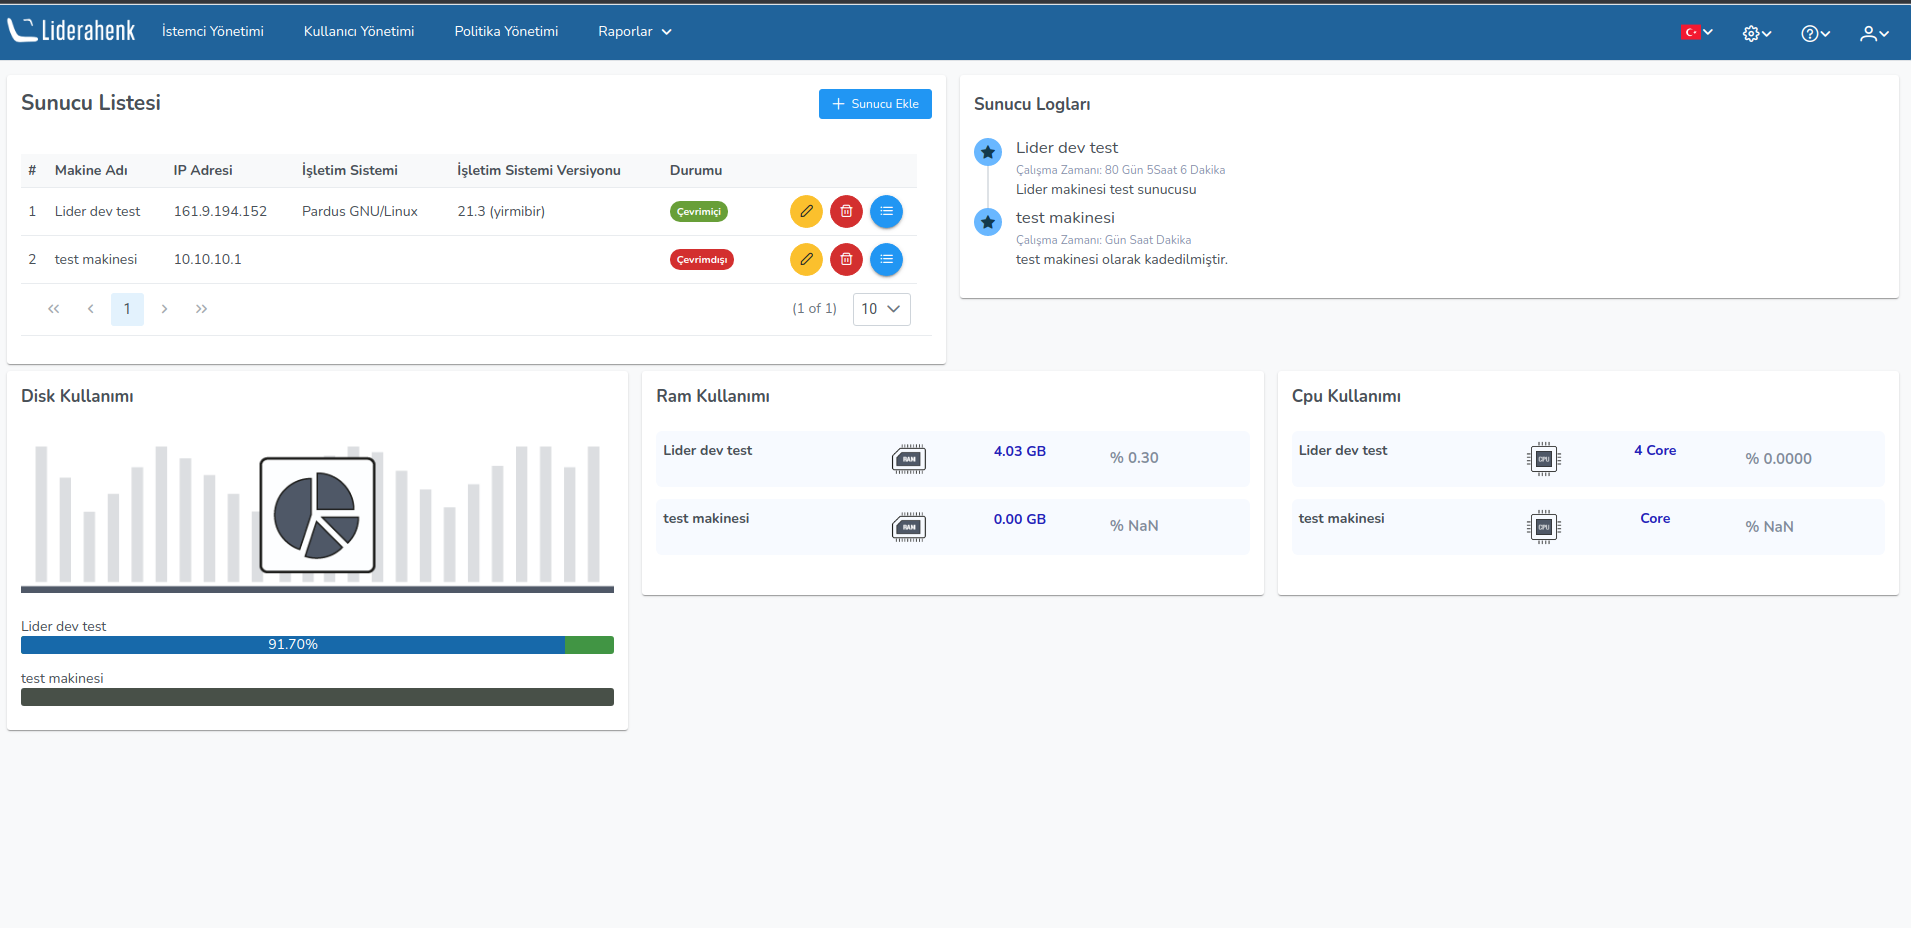 Liderahenk İstemci Yönetimi Kullanıcı Yönetimi Politika Yönetimi Raporlar
Sunucu Listesi
+ Sunucu Ekle
# Makine Adı IP Adresi İşletim Sistemi İşletim Sistemi Versiyonu Durumu
1 Lider dev test 161.9.194.152 Pardus GNU/Linux 21.3 (yirmibir) Çevrimiçi
2 test makinesi 10.10.10.1 Çevrimdışı
« ‹ 1 › » (1 of 1) 10
Sunucu Logları
Lider dev test
Çalışma Zamanı: 80 Gün 5Saat 6 Dakika
Lider makinesi test sunucusu
test makinesi
Çalışma Zamanı: Gün Saat Dakika
test makinesi olarak kadedilmiştir.
Disk Kullanımı
Lider dev test
91.70%
test makinesi
Ram Kullanımı
Lider dev test RAM 4.03 GB % 0.30
test makinesi RAM 0.00 GB % NaN
Cpu Kullanımı
Lider dev test CPU 4 Core % 0.0000
test makinesi CPU Core % NaN